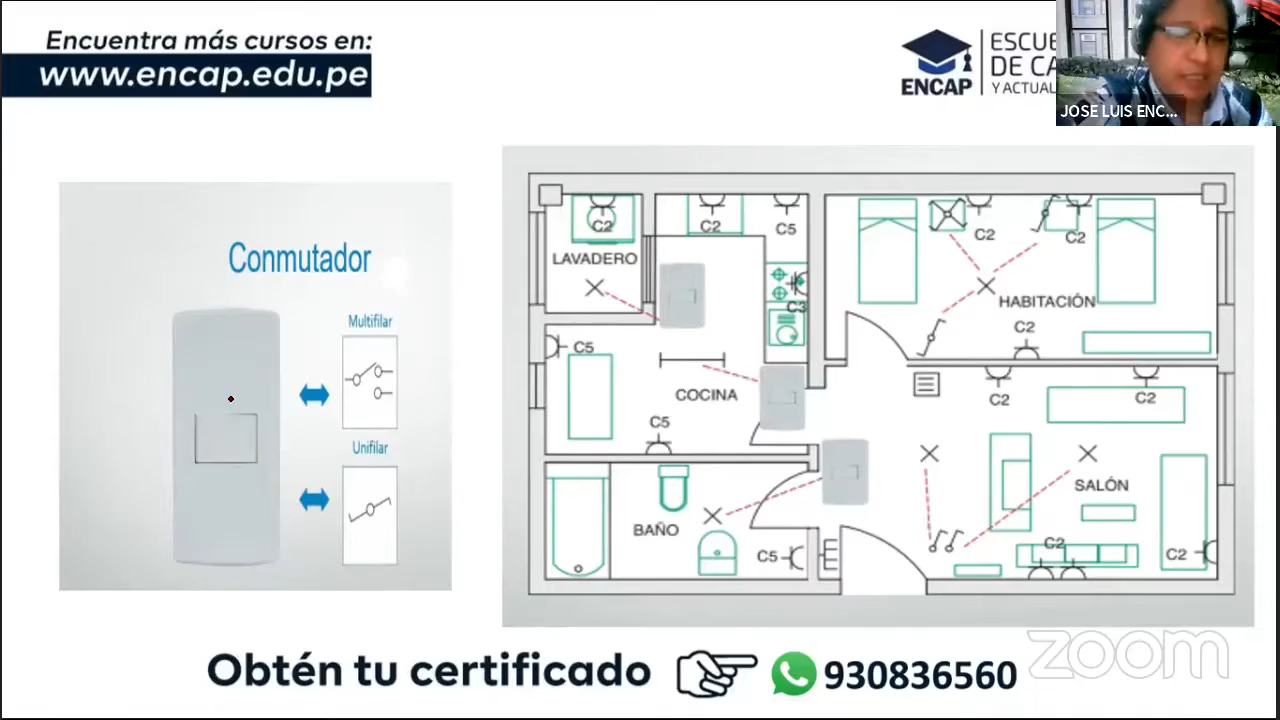 Encuentra más cursos en:
www.encap.edu.pe
ENCAP
ESCUE
DE CA
Y ACTUAL
JOSE LUIS ENC...
Conmutador
Multifilar
Unifilar
C2
C2
C5
C2
C2
LAVADERO
C3
HABITACIÓN
C2
C5
COCINA
C2
C2
C5
SALÓN
BAÑO
C5
C2
C2
zoom
Obtén tu certificado
930836560